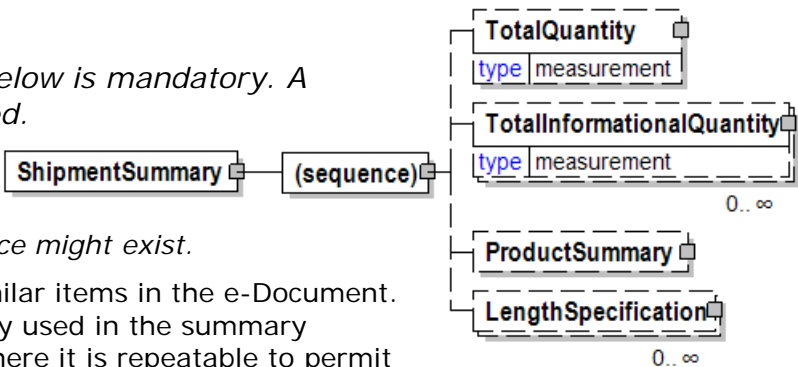 elow is mandatory. A
ed.
ce might exist.
nilar items in the e-Document.
y used in the summary
here it is repeatable to permit
ShipmentSummary
(sequence)
TotalQuantity
type measurement
TotalInformationalQuantity
type measurement
0.. ∞
ProductSummary
LengthSpecification
0.. ∞